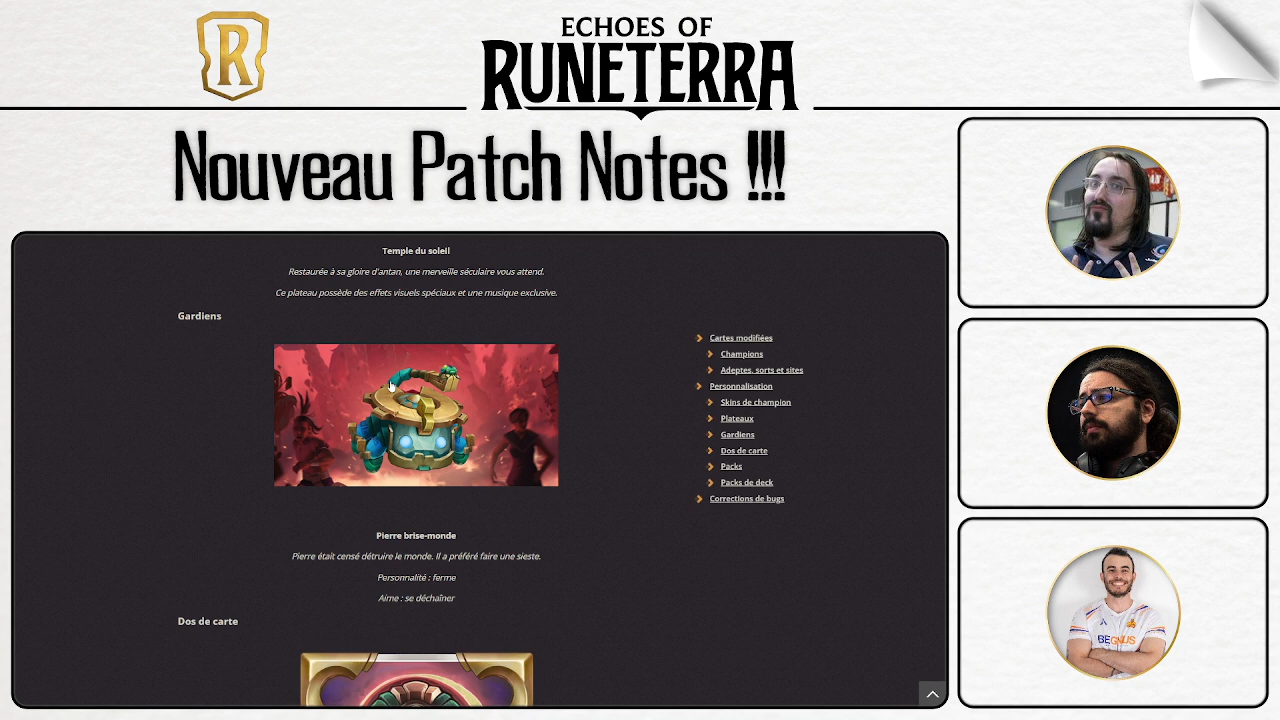 R
ECHOES OF
RUNETERRA
Nouveau Patch Notes !!!
Temple du soleil
Restaurée à sa gloire d'antan, une merveille séculaire vous attend.
Ce plateau possède des effets visuels spéciaux et une musique exclusive.
Gardiens
Pierre brise-monde
Pierre était censé détruire le monde. Il a préféré faire une sieste.
Personnalité : ferme
Aime : se déchaîner
Dos de carte
Cartes modifiées
Champions
Adeptes, sorts et sites
Personnalisation
Skins de champion
Plateaux
Gardiens
Dos de carte
Packs
Packs de deck
Corrections de bugs
BEGNUS